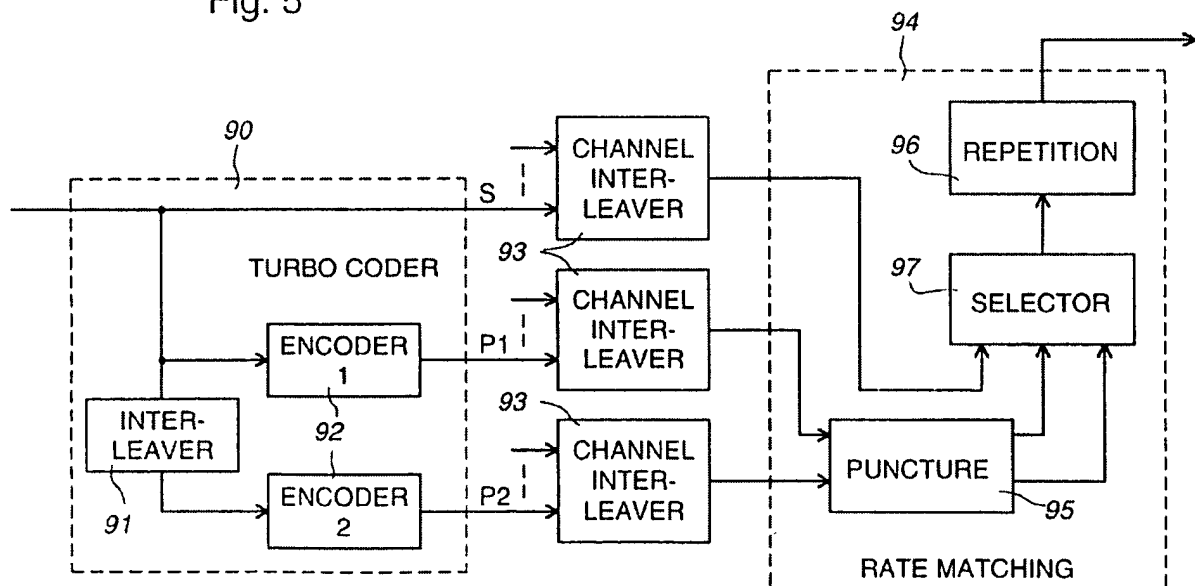 Fig. 5
94
90
CHANNEL
INTER-
LEAVER
96
REPETITION
S
93
97
SELECTOR
TURBO CODER
CHANNEL
INTER-
LEAVER
ENCODER
1
P1
92
93
INTER-
LEAVER
91
CHANNEL
INTER-
LEAVER
PUNCTURE
95
ENCODER
2
P2
RATE MATCHING